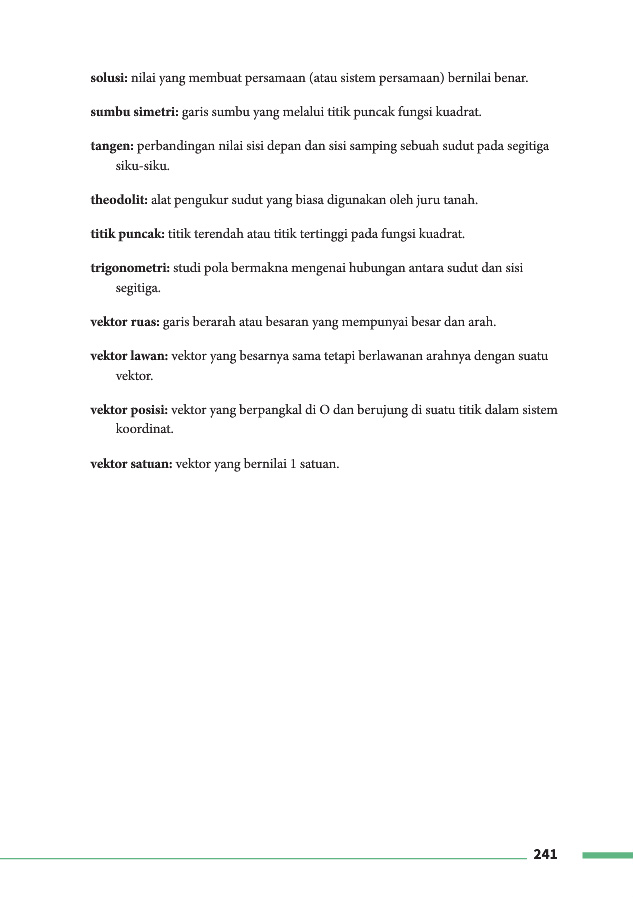 solusi: nilai yang membuat persamaan (atau sistem persamaan) bernilai benar.
sumbu simetri: garis sumbu yang melalui titik puncak fungsi kuadrat.
tangen: perbandingan nilai sisi depan dan sisi samping sebuah sudut pada segitiga
siku-siku.
theodolit: alat pengukur sudut yang biasa digunakan oleh juru tanah.
titik puncak: titik terendah atau titik tertinggi pada fungsi kuadrat.
trigonometri: studi pola bermakna mengenai hubungan antara sudut dan sisi
segitiga.
vektor ruas: garis berarah atau besaran yang mempunyai besar dan arah.
vektor lawan: vektor yang besarnya sama tetapi berlawanan arahnya dengan suatu
vektor.
vektor posisi: vektor yang berpangkal di O dan berujung di suatu titik dalam sistem
koordinat.
vektor satuan: vektor yang bernilai 1 satuan.
241